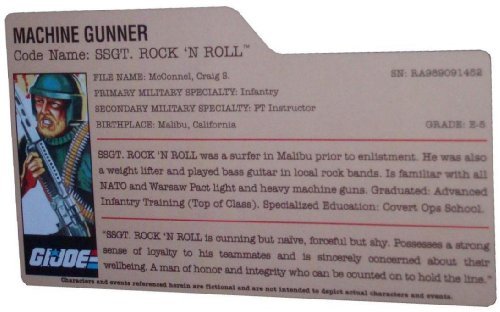 MACHINE GUNNER
Code Name: SSGT. ROCK 'N ROLL™
FILE NAME: McConnel, Craig S. SN: RA989091452
PRIMARY MILITARY SPECIALTY: Infantry
SECONDARY MILITARY SPECIALTY: PT Instructor
BIRTHPLACE: Malibu, California GRADE: E-5
SSGT. ROCK 'N ROLL was a surfer in Malibu prior to enlistment. He was also
a weight lifter and played bass guitar in local rock bands. Is familiar with all
NATO and Warsaw Pact light and heavy machine guns. Graduated: Advanced
Infantry Training (Top of Class). Specialized Education: Covert Ops School.
"SSGT. ROCK 'N ROLL is cunning but naive, forceful but shy. Possesses a strong
sense of loyalty to his teammates and is sincerely concerned about their
wellbeing. A man of honor and integrity who can be counted on to hold the line."
GI JOE
Characters and events referenced herein are fictional and are not intended to depict actual characters and events.